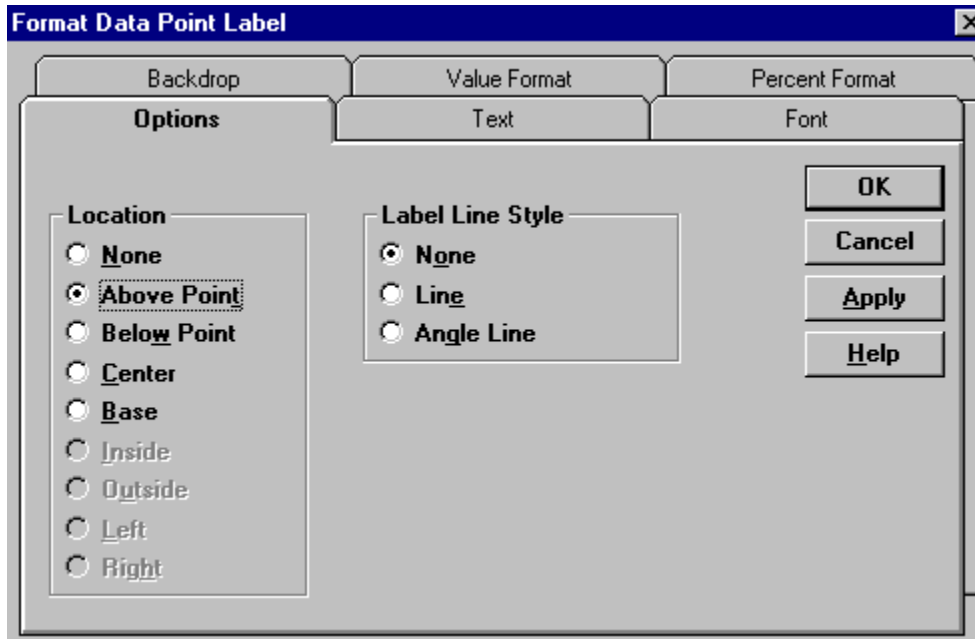 Format Data Point Label
Backdrop
Value Format
Percent Format
Options
Text
Font
Location
None
Above Point
Below Point
Center
Base
Inside
Outside
Left
Right
Label Line Style
None
Line
Angle Line
OK
Cancel
Apply
Help